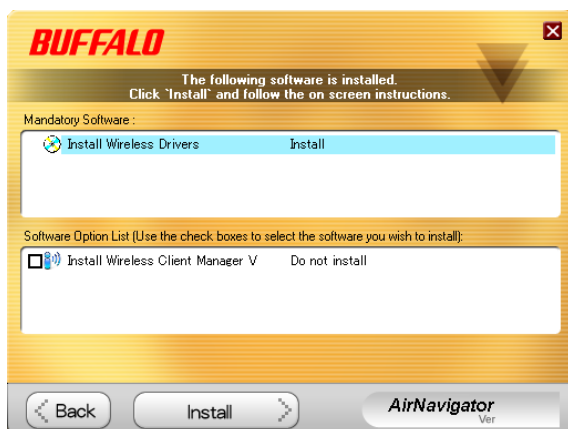 BUFFALO
The following software is installed.
Click `Install` and follow the on screen instructions.
Mandatory Software :
Install Wireless Drivers Install
Software Option List (Use the check boxes to select the software you wish to install):
Install Wireless Client Manager V Do not install
Back
Install
AirNavigator
Ver